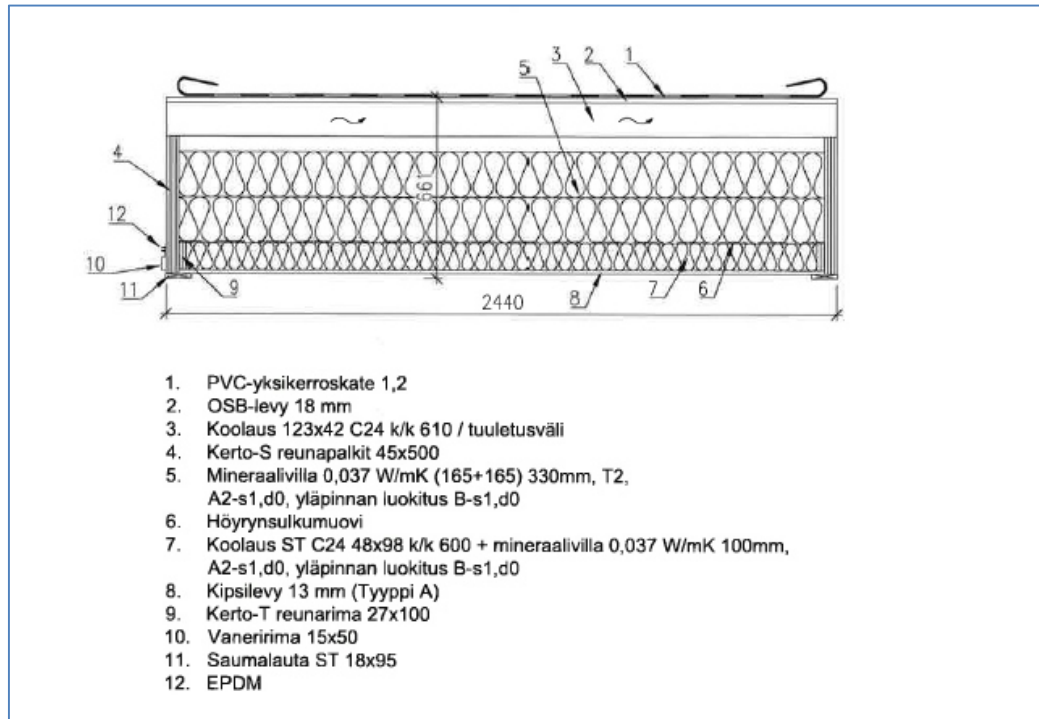 3 2 1
5
4
661
12
10
11 9 8 7 6
2440
1. PVC-yksikerroskate 1,2
2. OSB-levy 18 mm
3. Koolaus 123x42 C24 k/k 610 / tuuletusväli
4. Kerto-S reunapalkit 45x500
5. Mineraalivilla 0,037 W/mK (165+165) 330mm, T2,
A2-s1,d0, yläpinnan luokitus B-s1,d0
6. Höyrynsulkumuovi
7. Koolaus ST C24 48x98 k/k 600 + mineraalivilla 0,037 W/mK 100mm,
A2-s1,d0, yläpinnan luokitus B-s1,d0
8. Kipsilevy 13 mm (Tyyppi A)
9. Kerto-T reunarima 27x100
10. Vaneririma 15x50
11. Saumalauta ST 18x95
12. EPDM